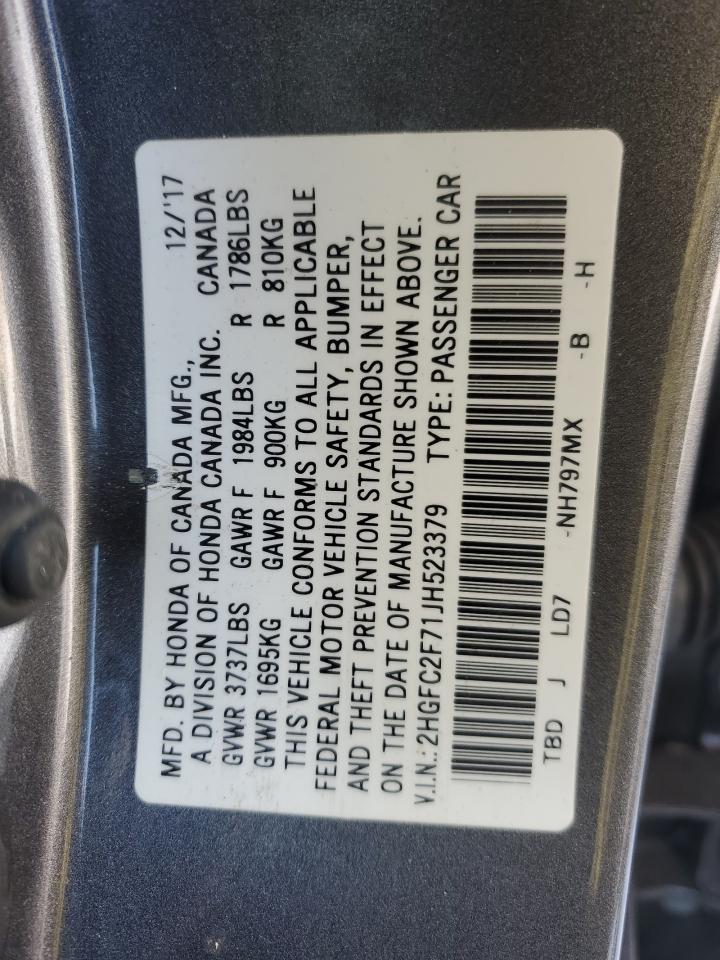 MFD. BY HONDA OF CANADA MFG., 12/'17
A DIVISION OF HONDA CANADA INC. CANADA
GVWR 3737LBS GAWR F 1984LBS R 1786LBS
GVWR 1695KG GAWR F 900KG R 810KG
THIS VEHICLE CONFORMS TO ALL APPLICABLE
FEDERAL MOTOR VEHICLE SAFETY, BUMPER,
AND THEFT PREVENTION STANDARDS IN EFFECT
ON THE DATE OF MANUFACTURE SHOWN ABOVE.
V.I.N.: 2HGFC2F71JH523379 TYPE: PASSENGER CAR
TBD J LD7 -NH797MX -B -H